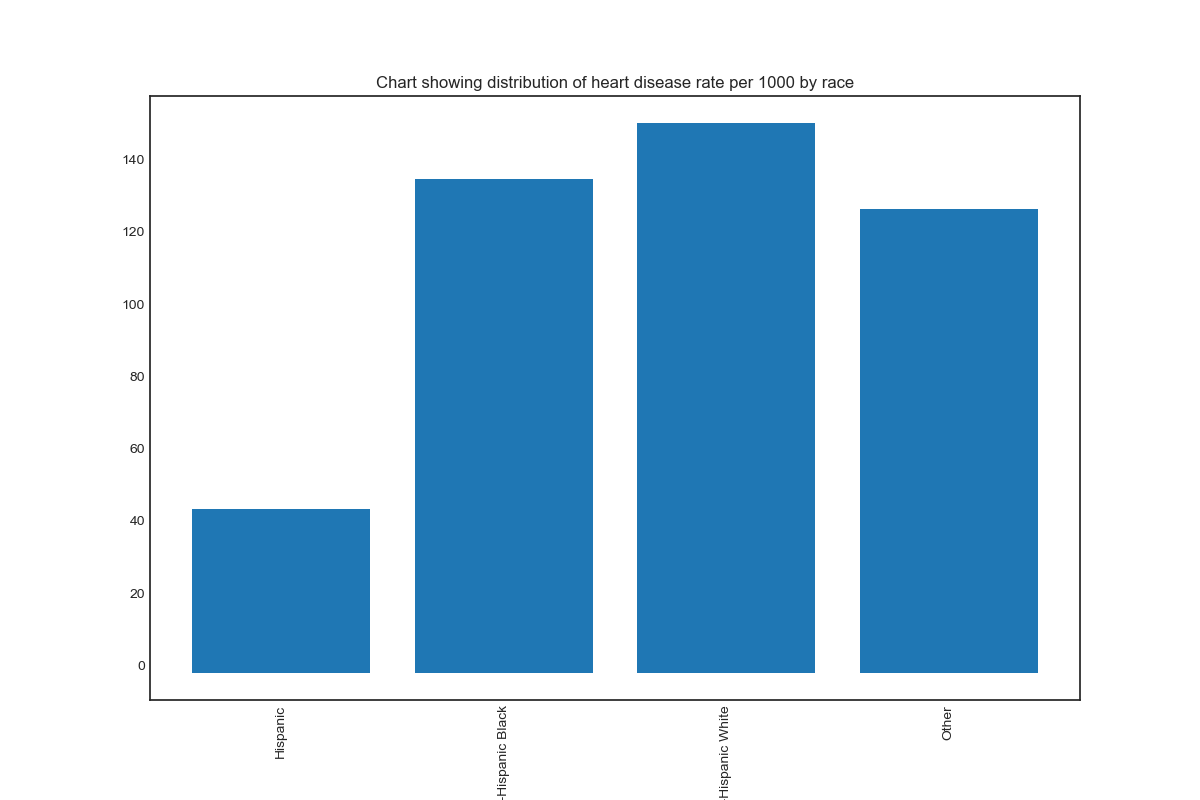 Chart showing distribution of heart disease rate per 1000 by race
140
120
100
80
60
40
20
0
Hispanic
-Hispanic Black
-Hispanic White
Other